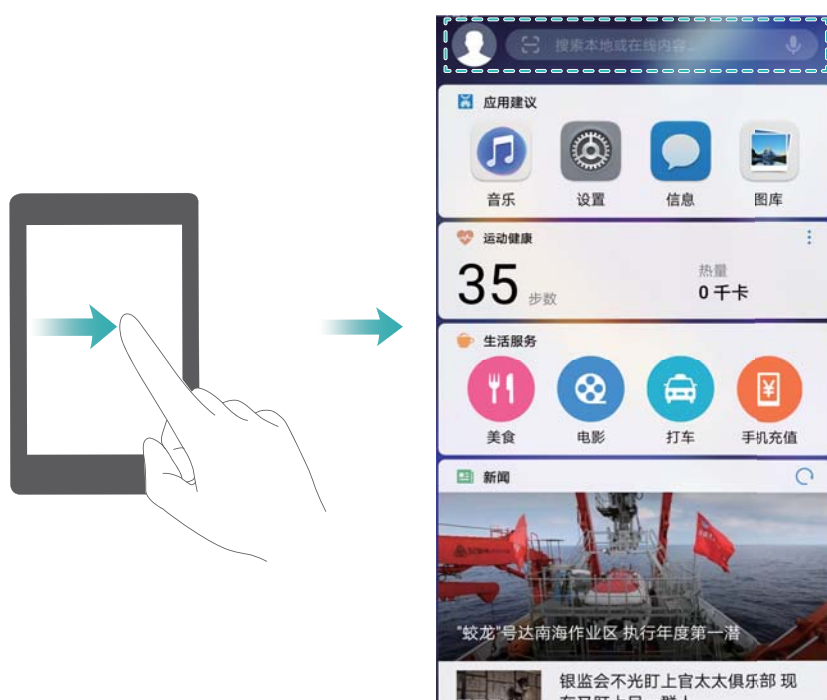 搜索本地或在线内容...
应用建议
音乐 设置 信息 图库
运动健康
35 步数
热量
0 千卡
生活服务
美食 电影 打车 手机充值
新闻
"蛟龙"号达南海作业区 执行年度第一潜
银监会不光盯上官太太俱乐部 现